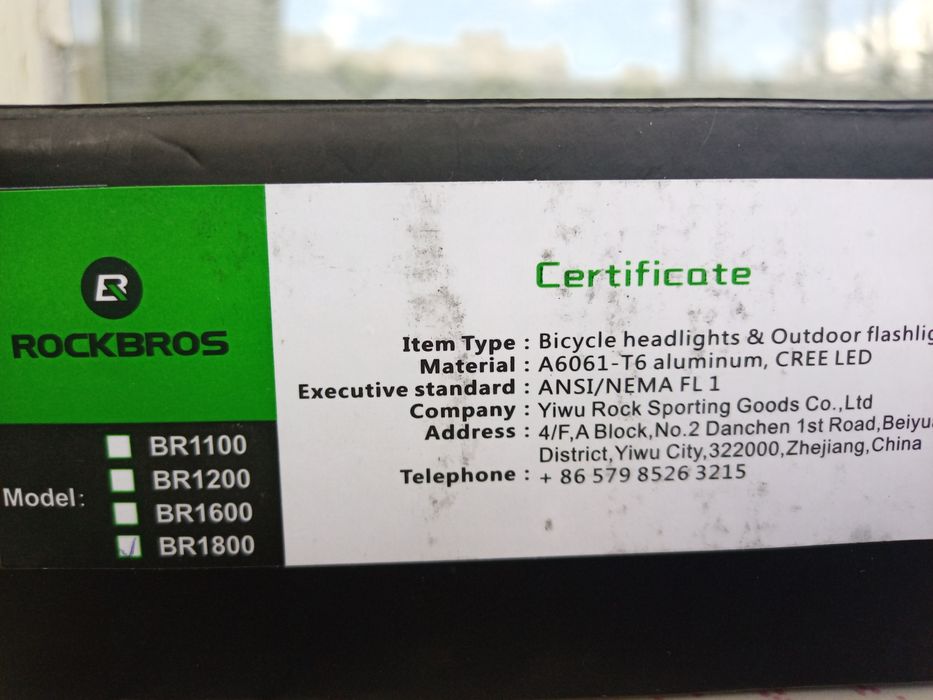 ROCKBROS
Model:
BR1100
BR1200
BR1600
BR1800
Certificate
Item Type : Bicycle headlights & Outdoor flashlig
Material : A6061-T6 aluminum, CREE LED
Executive standard : ANSI/NEMA FL 1
Company : Yiwu Rock Sporting Goods Co.,Ltd
Address : 4/F,A Block,No.2 Danchen 1st Road,Beiyua
District,Yiwu City,322000,Zhejiang,China
Telephone : + 86 579 8526 3215